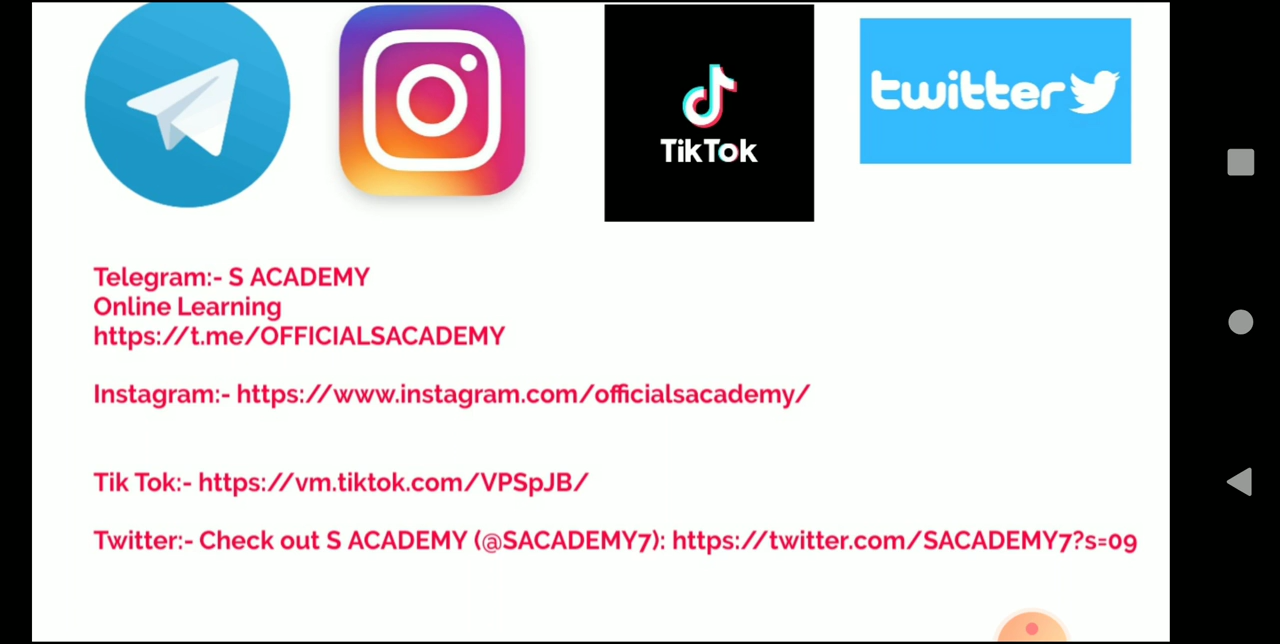 TikTok
twitter
Telegram:- S ACADEMY
Online Learning
https://t.me/OFFICIALSACADEMY
Instagram:- https://www.instagram.com/officialsacademy/
Tik Tok:- https://vm.tiktok.com/VPSpJB/
Twitter:- Check out S ACADEMY (@SACADEMY7): https://twitter.com/SACADEMY7?s=09